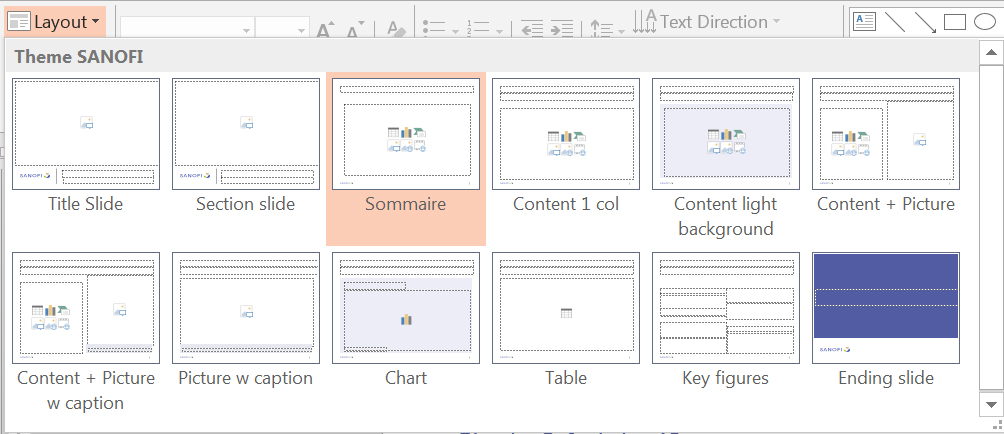 Layout
Text Direction
Theme SANOFI
SANOFI
SANOFI
Title Slide
Section slide
Sommaire
Content 1 col
Content light
background
Content + Picture
SANOFI
Content + Picture
w caption
Picture w caption
Chart
Table
Key figures
Ending slide